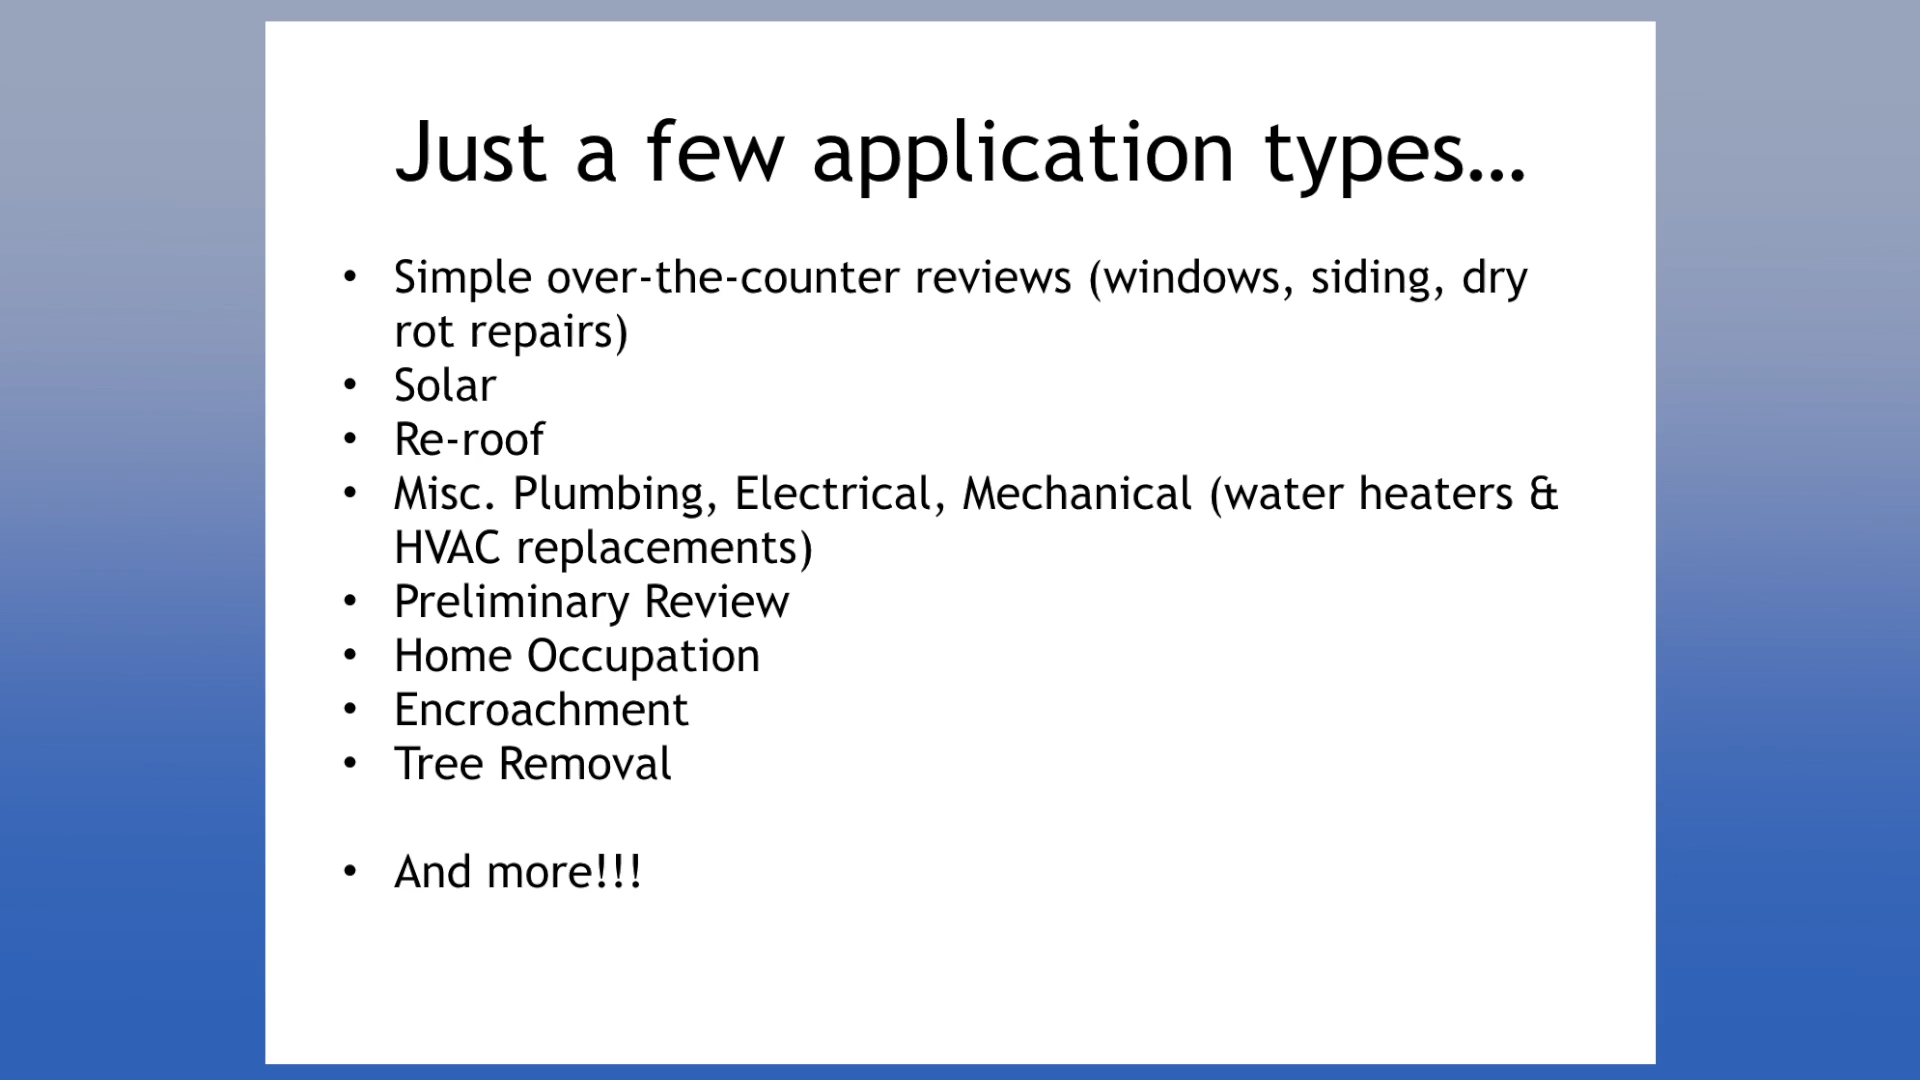 Just a few application types…
• Simple over-the-counter reviews (windows, siding, dry
rot repairs)
• Solar
• Re-roof
• Misc. Plumbing, Electrical, Mechanical (water heaters &
HVAC replacements)
• Preliminary Review
• Home Occupation
• Encroachment
• Tree Removal
• And more!!!